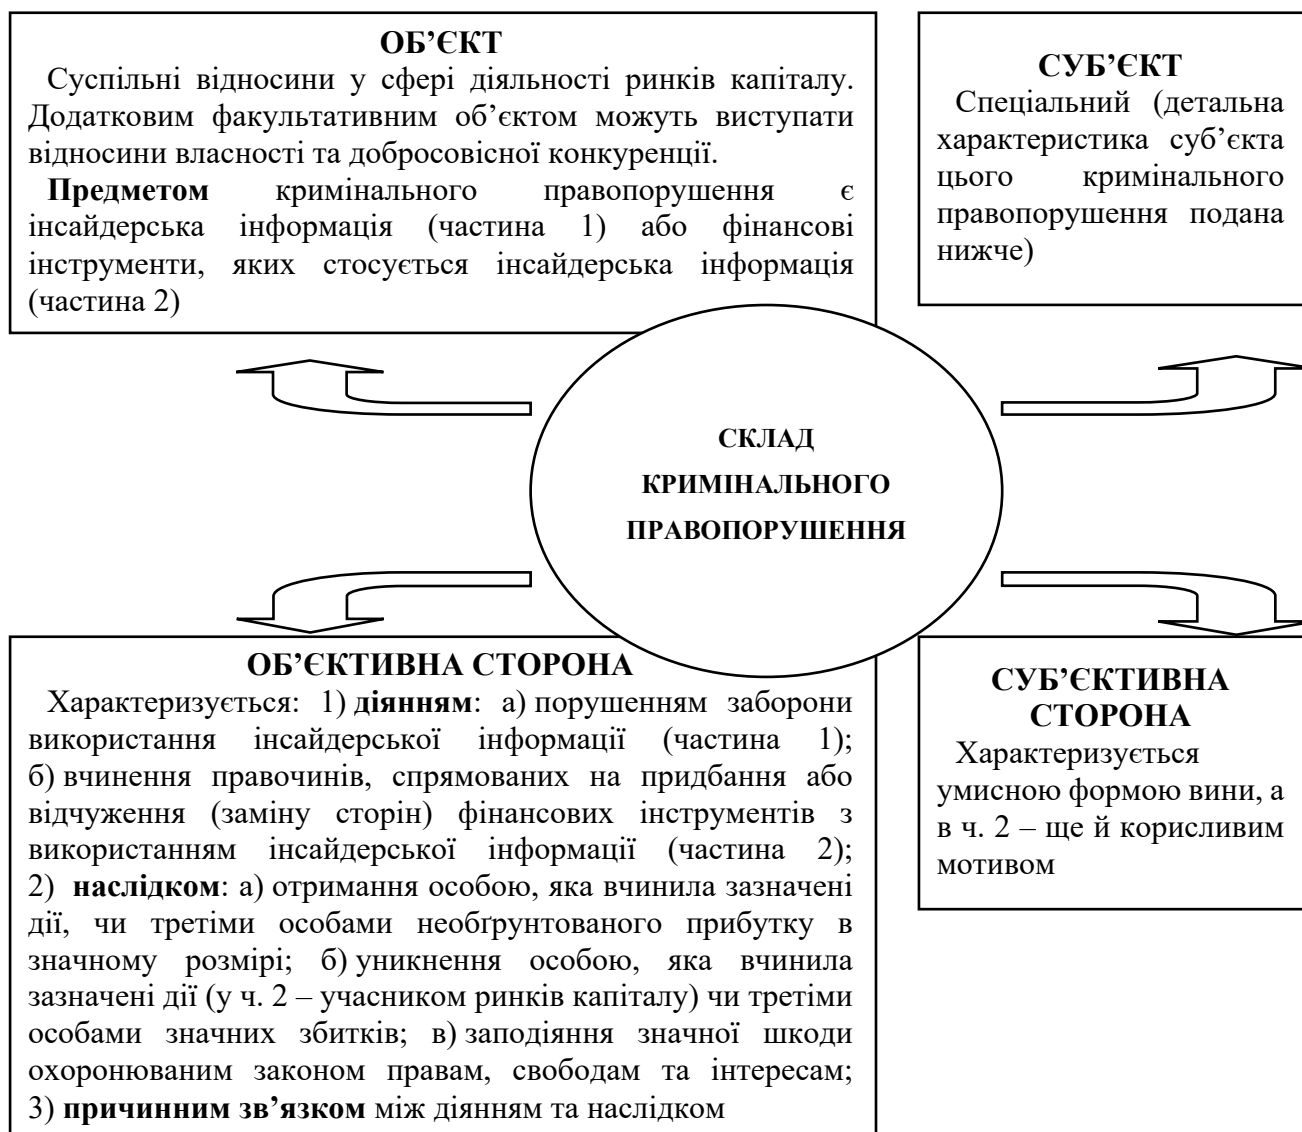 ОБ’ЄКТ
Суспільні відносини у сфері діяльності ринків капіталу.
Додатковим факультативним об’єктом можуть виступати
відносини власності та добросовісної конкуренції.
Предметом кримінального правопорушення є
інсайдерська інформація (частина 1) або фінансові
інструменти, яких стосується інсайдерська інформація
(частина 2)
СУБ’ЄКТ
Спеціальний (детальна
характеристика суб’єкта
цього кримінального
правопорушення подана
нижче)
СКЛАД
КРИМІНАЛЬНОГО
ПРАВОПОРУШЕННЯ
ОБ’ЄКТИВНА СТОРОНА
Характеризується: 1) діянням: а) порушенням заборони
використання інсайдерської інформації (частина 1);
б) вчинення правочинів, спрямованих на придбання або
відчуження (заміну сторін) фінансових інструментів з
використанням інсайдерської інформації (частина 2);
2) наслідком: а) отримання особою, яка вчинила зазначені
дії, чи третіми особами необґрунтованого прибутку в
значному розмірі; б) уникнення особою, яка вчинила
зазначені дії (у ч. 2 – учасником ринків капіталу) чи третіми
особами значних збитків; в) заподіяння значної шкоди
охоронюваним законом правам, свободам та інтересам;
3) причинним зв’язком між діянням та наслідком
СУБ’ЄКТИВНА
СТОРОНА
Характеризується
умисною формою вини, а
в ч. 2 – ще й корисливим
мотивом